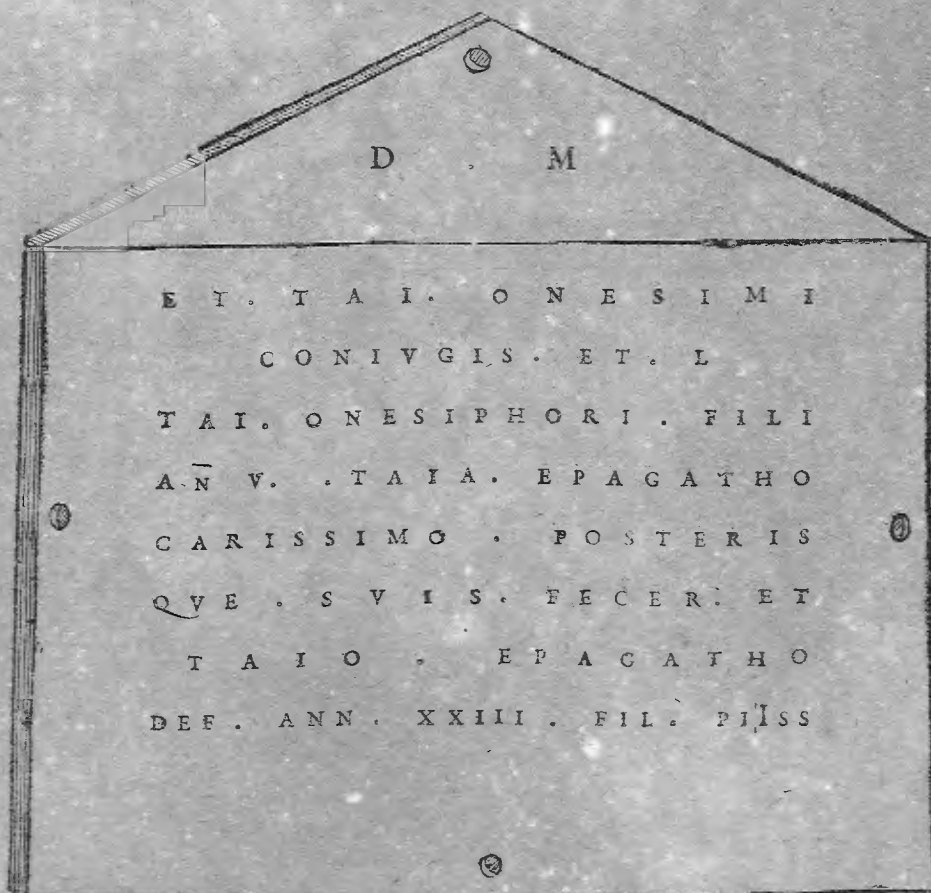 D . M
ET. TAI. ONESIMI
CONIVGIS. ET. L
TAI. ONESIPHORI. FILI
AN̄ V. .TAIA. EPAGATHO
CARISSIMO . POSTERIS
QVE . SVIS. FECER. ET
TAIO . EPAGATHO
DEF. ANN. XXIII. FIL. PIISS